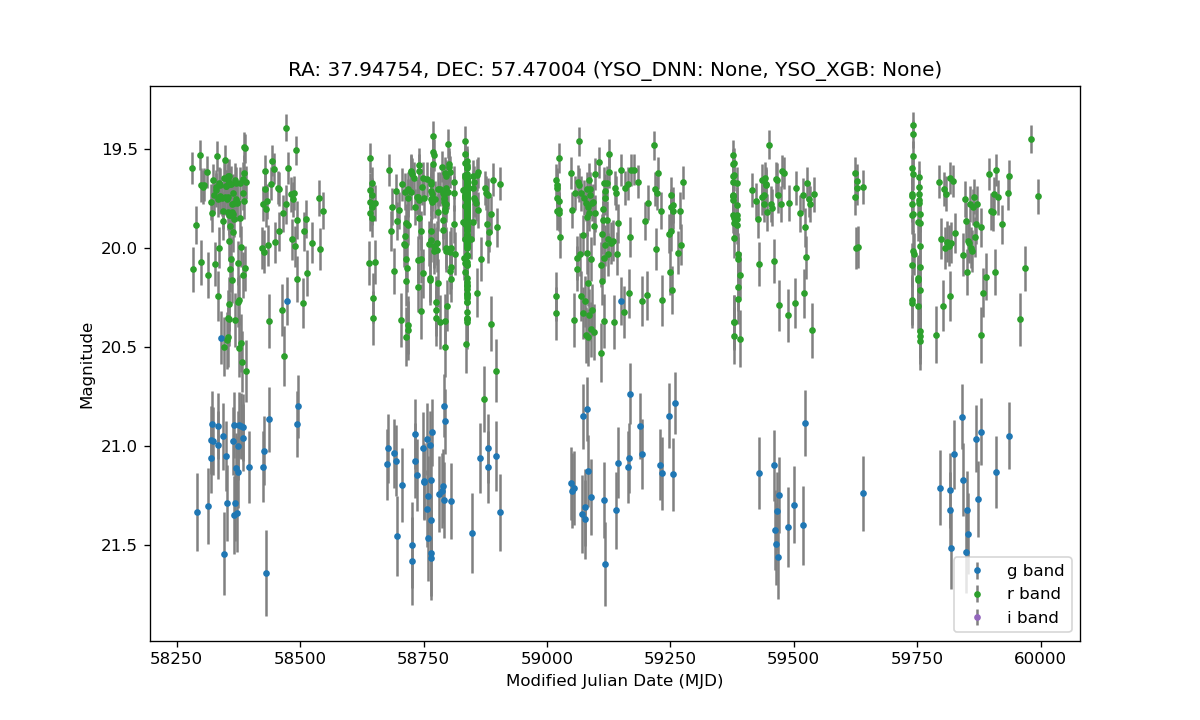 RA: 37.94754, DEC: 57.47004 (YSO_DNN: None, YSO_XGB: None)
19.5
20.0
20.5
21.0
21.5
Magnitude
g band
r band
i band
58250 58500 58750 59000 59250 59500 59750 60000
Modified Julian Date (MJD)